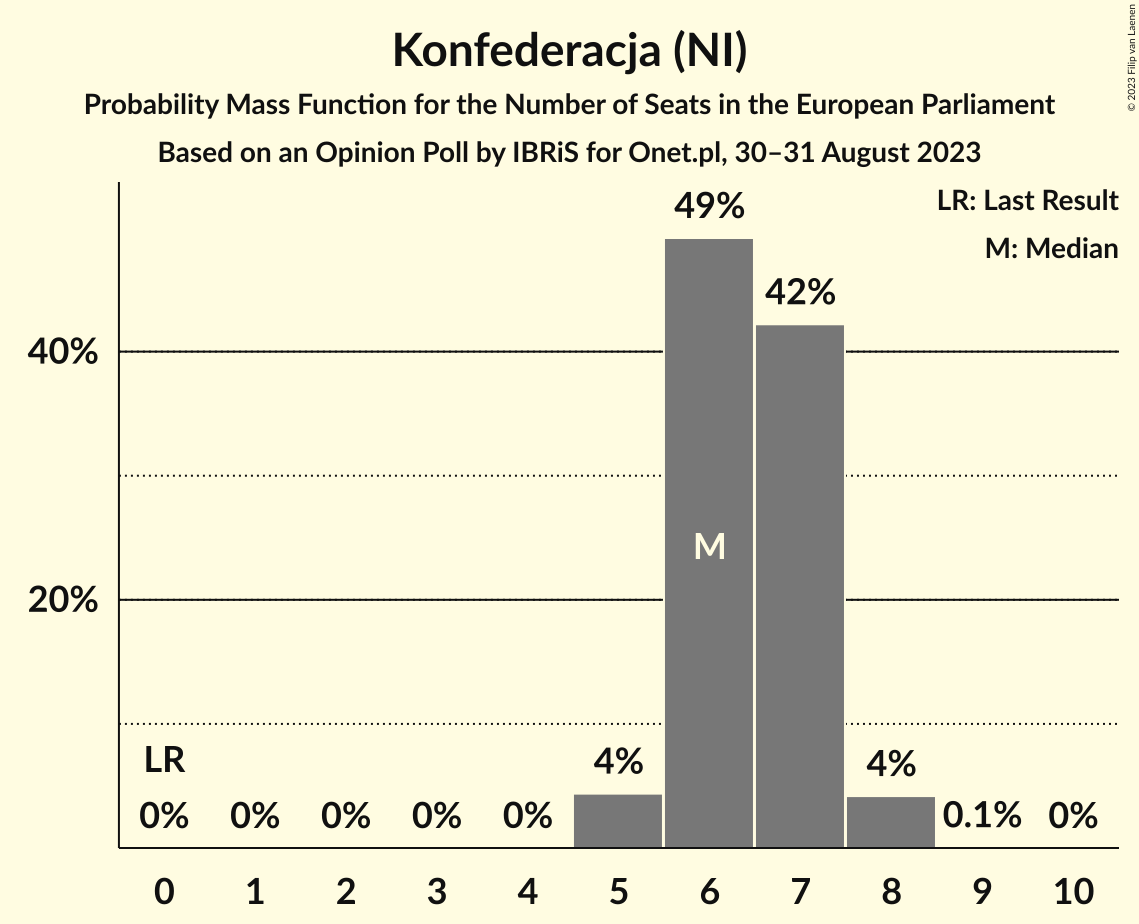 Konfederacja (NI)
Probability Mass Function for the Number of Seats in the European Parliament
Based on an Opinion Poll by IBRiS for Onet.pl, 30–31 August 2023
© 2023 Filip van Laenen
LR: Last Result
M: Median
49%
42%
40%
M
20%
LR
4%
4%
0%
0%
0%
0%
0%
0.1%
0%
0 1 2 3 4 5 6 7 8 9 10